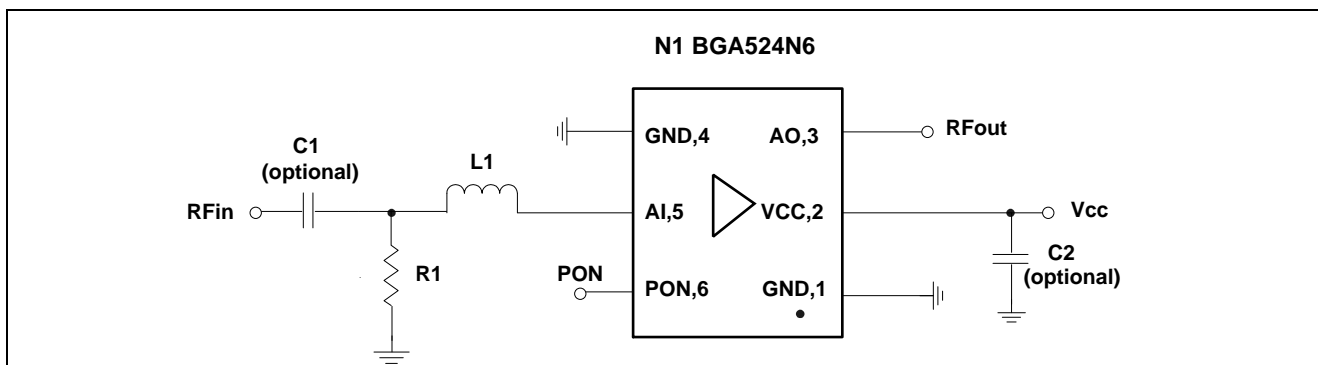 N1 BGA524N6
GND,4
AO,3
RFout
C1
(optional)
L1
RFin
AI,5
VCC,2
Vcc
R1
C2
(optional)
PON
PON,6
GND,1